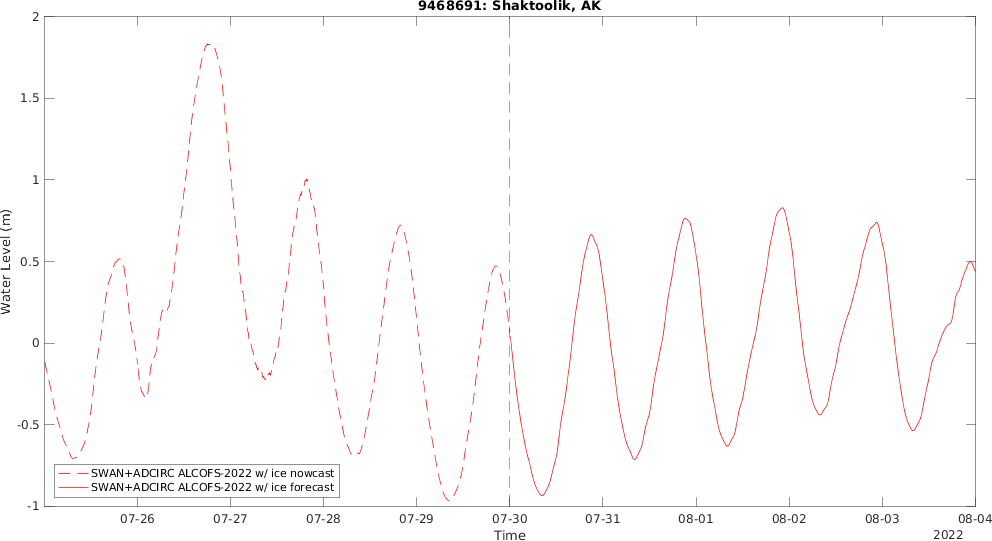 9468691: Shaktoolik, AK
Water Level (m)
2
1.5
1
0.5
0
-0.5
-1
SWAN+ADCIRC ALCOFS-2022 w/ ice nowcast
SWAN+ADCIRC ALCOFS-2022 w/ ice forecast
07-26 07-27 07-28 07-29 07-30 07-31 08-01 08-02 08-03 08-04
Time
2022